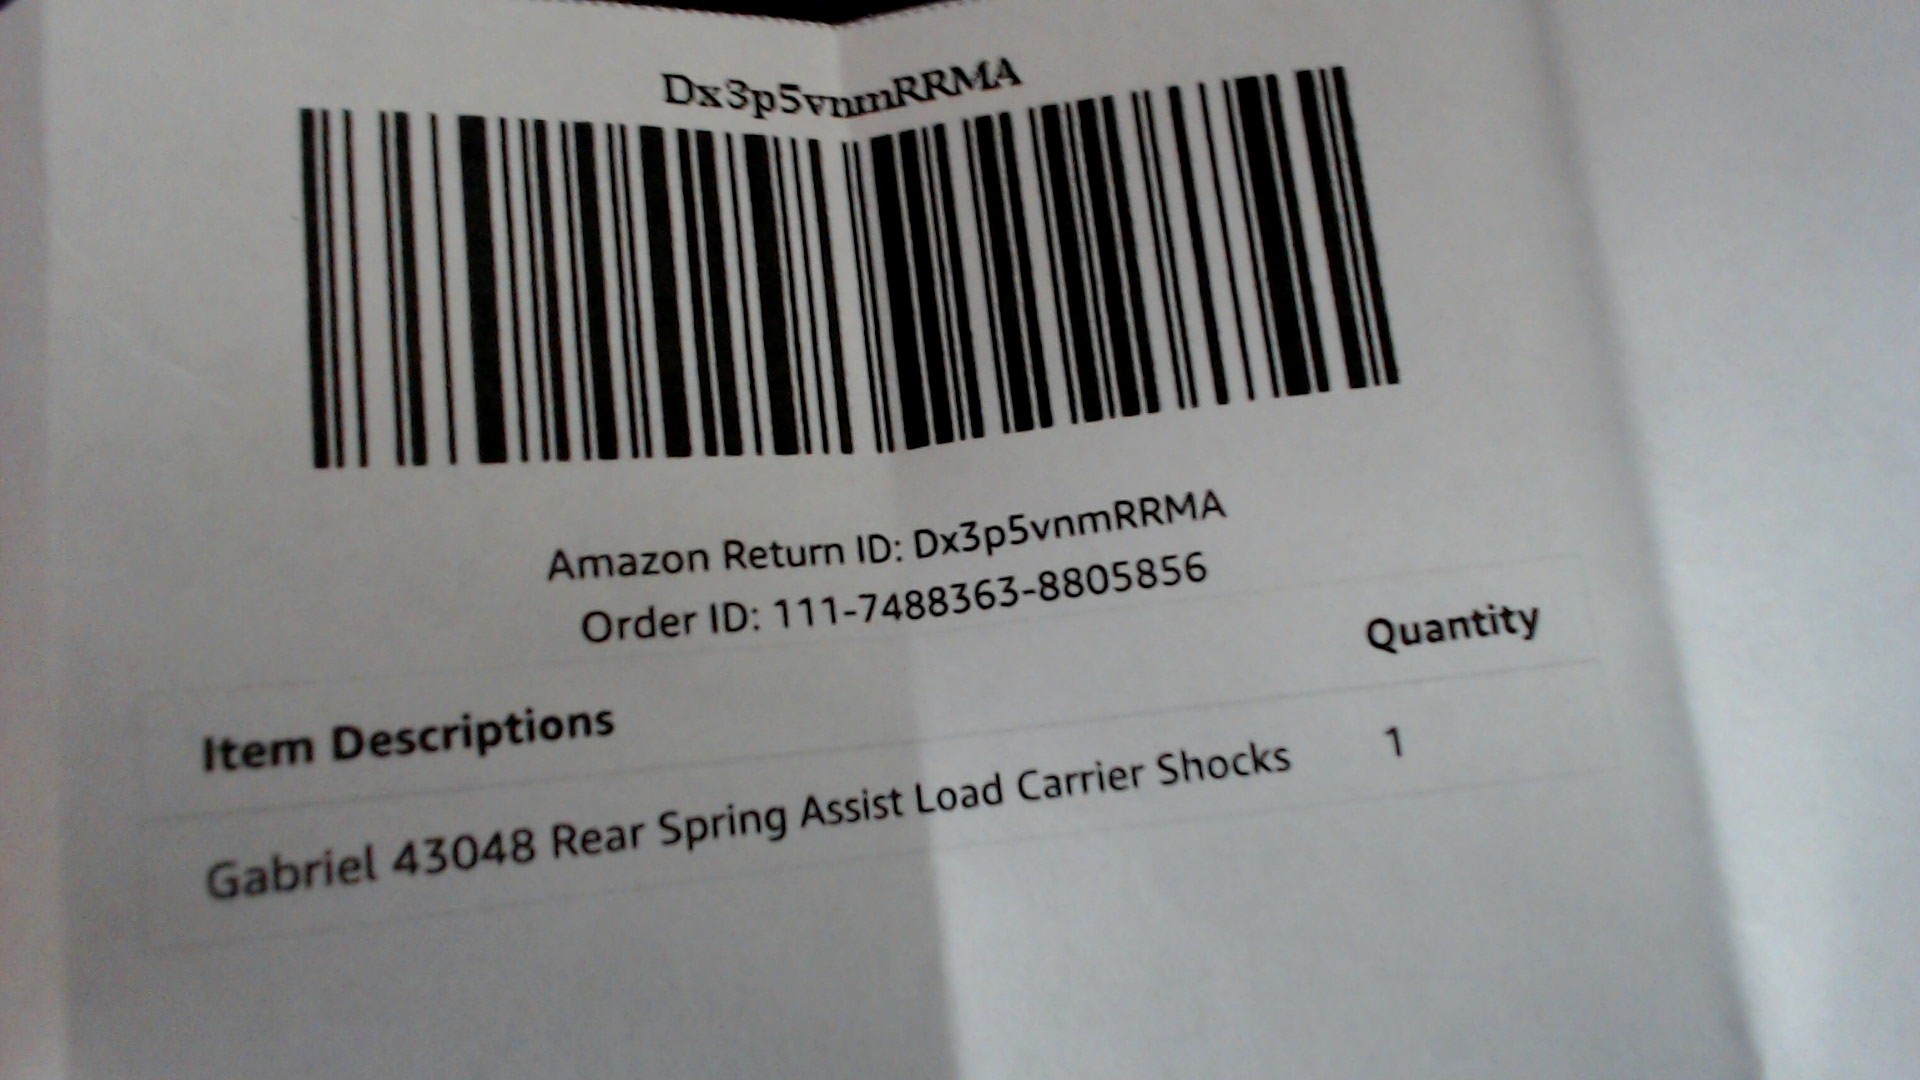 Dx3p5vnmRRMA
Amazon Return ID: Dx3p5vnmRRMA
Order ID: 111-7488363-8805856
Item Descriptions Quantity
Gabriel 43048 Rear Spring Assist Load Carrier Shocks 1